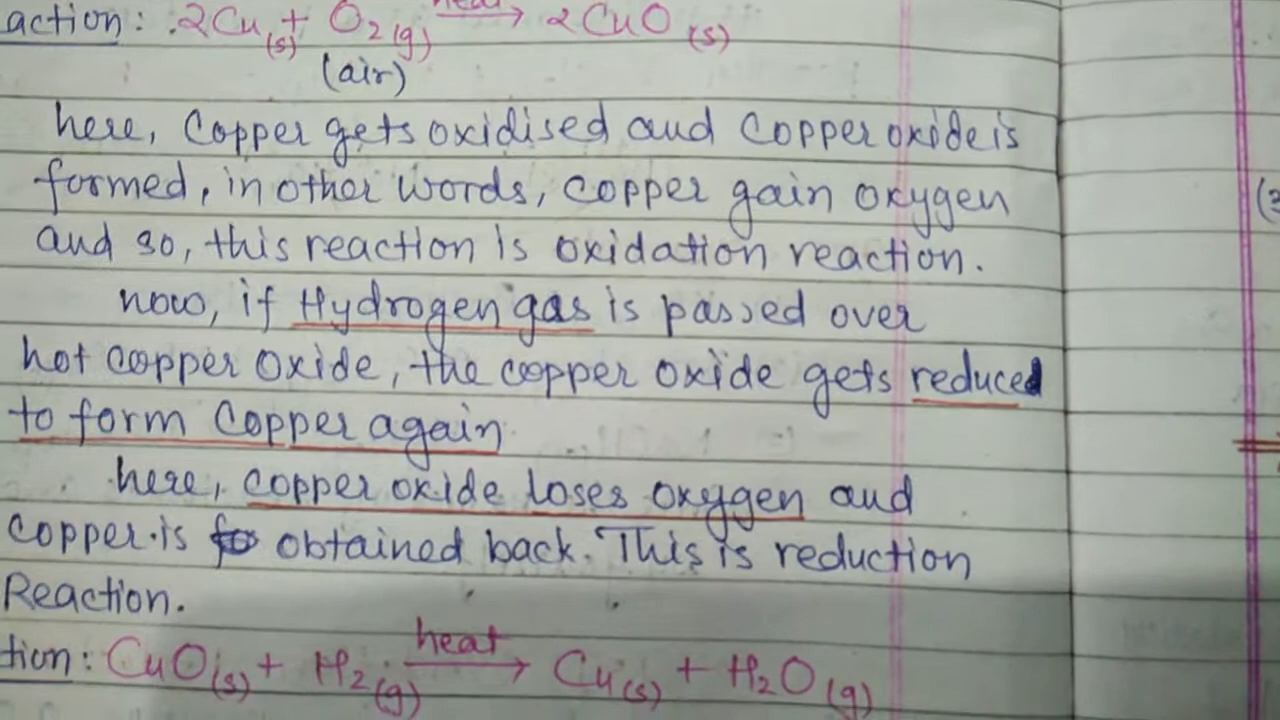 action: 2Cu(s) + O2(g) heat→ 2CuO(s)
(air)
here, Copper gets oxidised and Copper oxide is
formed, in other words, copper gain oxygen
and so, this reaction is oxidation reaction.
now, if Hydrogen gas is passed over
hot copper oxide, the copper oxide gets reduced
to form Copper again
here, copper oxide loses oxygen and
copper is obtained back. This is reduction
Reaction.
tion: CuO(s) + H2(g) heat→ Cu(s) + H2O(g)